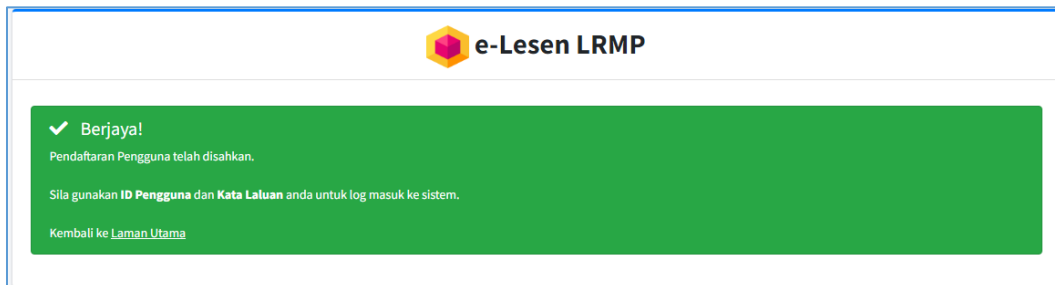 e-Lesen LRMP
Berjaya!
Pendaftaran Pengguna telah disahkan.
Sila gunakan ID Pengguna dan Kata Laluan anda untuk log masuk ke sistem.
Kembali ke Laman Utama